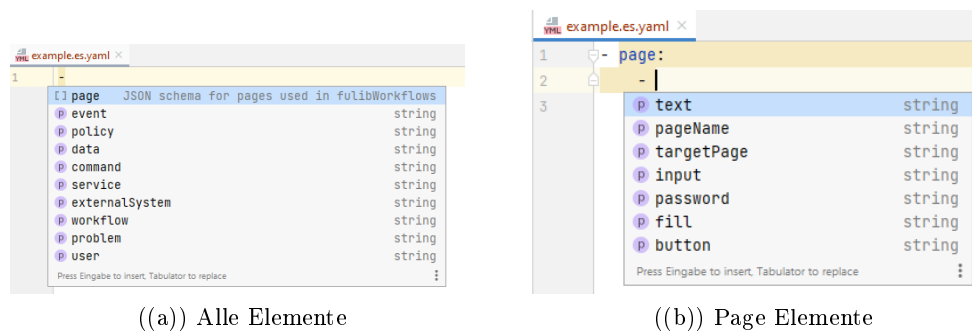 example.es.yaml
1 -
page JSON schema for pages used in fulibWorkflows
event string
policy string
data string
command string
service string
externalSystem string
workflow string
problem string
user string
Press Eingabe to insert, Tabulator to replace
((a)) Alle Elemente
example.es.yaml
1 - page:
2 -
3
text string
pageName string
targetPage string
input string
password string
fill string
button string
Press Eingabe to insert, Tabulator to replace
((b)) Page Elemente